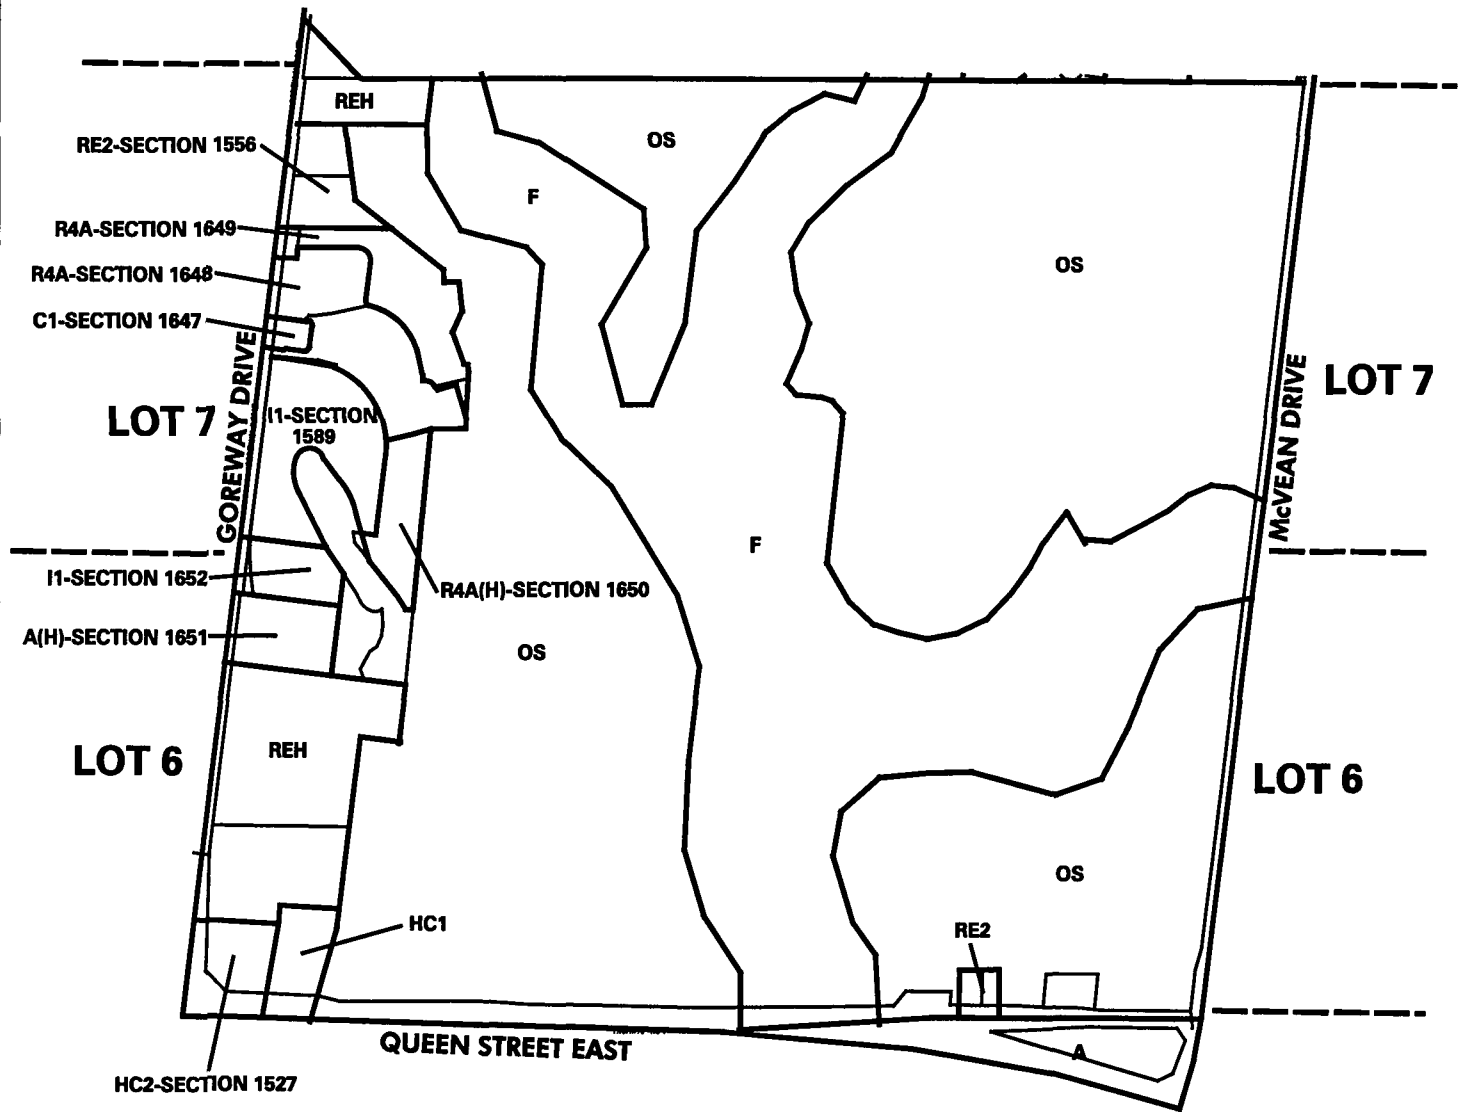 REH
OS
RE2-SECTION 1556
F
R4A-SECTION 1649
OS
R4A-SECTION 1648
C1-SECTION 1647
GOREWAY DRIVE
McVEAN DRIVE
LOT 7
LOT 7
I1-SECTION
1589
F
I1-SECTION 1652
R4A(H)-SECTION 1650
A(H)-SECTION 1651
OS
REH
LOT 6
LOT 6
OS
HC1
RE2
QUEEN STREET EAST
A
HC2-SECTION 1527